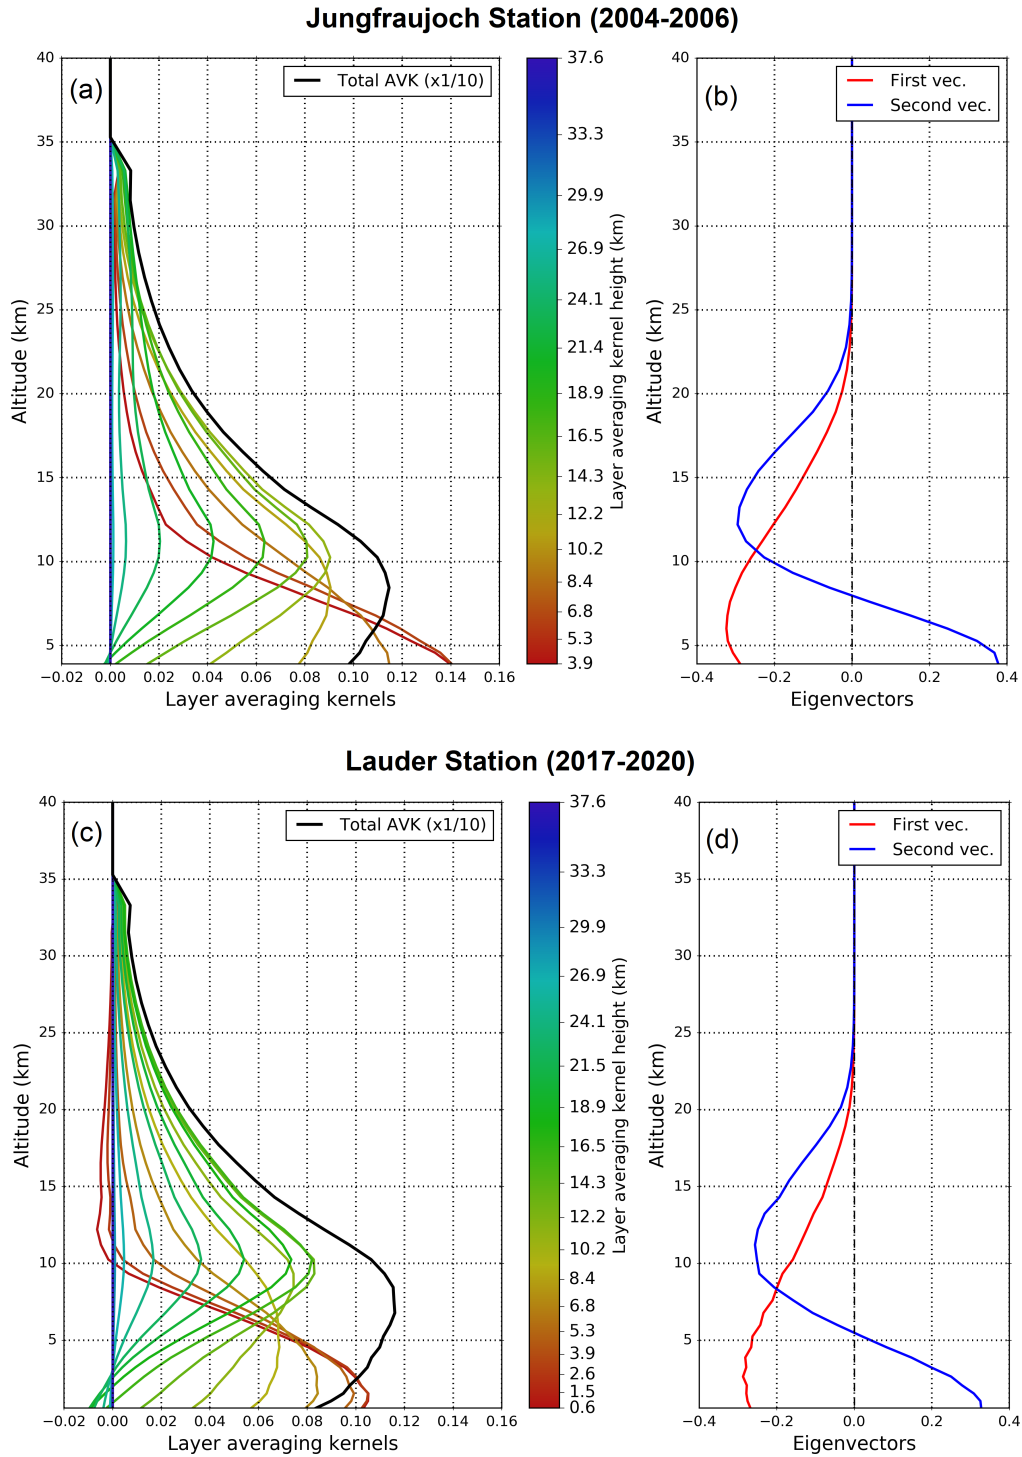 Jungfraujoch Station (2004-2006)
(a)
Total AVK (x1/10)
40
35
30
25
20
15
10
5
Altitude (km)
−0.02 0.00 0.02 0.04 0.06 0.08 0.10 0.12 0.14 0.16
Layer averaging kernels
37.6
33.3
29.9
26.9
24.1
21.4
18.9
16.5
14.3
12.2
10.2
8.4
6.8
5.3
3.9
Layer averaging kernel height (km)
(b)
First vec.
Second vec.
40
35
30
25
20
15
10
5
Altitude (km)
−0.4 −0.2 0.0 0.2 0.4
Eigenvectors
Lauder Station (2017-2020)
(c)
Total AVK (x1/10)
40
35
30
25
20
15
10
5
Altitude (km)
−0.02 0.00 0.02 0.04 0.06 0.08 0.10 0.12 0.14 0.16
Layer averaging kernels
37.6
33.3
29.9
26.9
24.1
21.4
18.9
16.5
14.3
12.2
10.2
8.4
6.8
5.3
3.9
2.6
1.5
0.6
Layer averaging kernel height (km)
(d)
First vec.
Second vec.
40
35
30
25
20
15
10
5
Altitude (km)
−0.4 −0.2 0.0 0.2 0.4
Eigenvectors